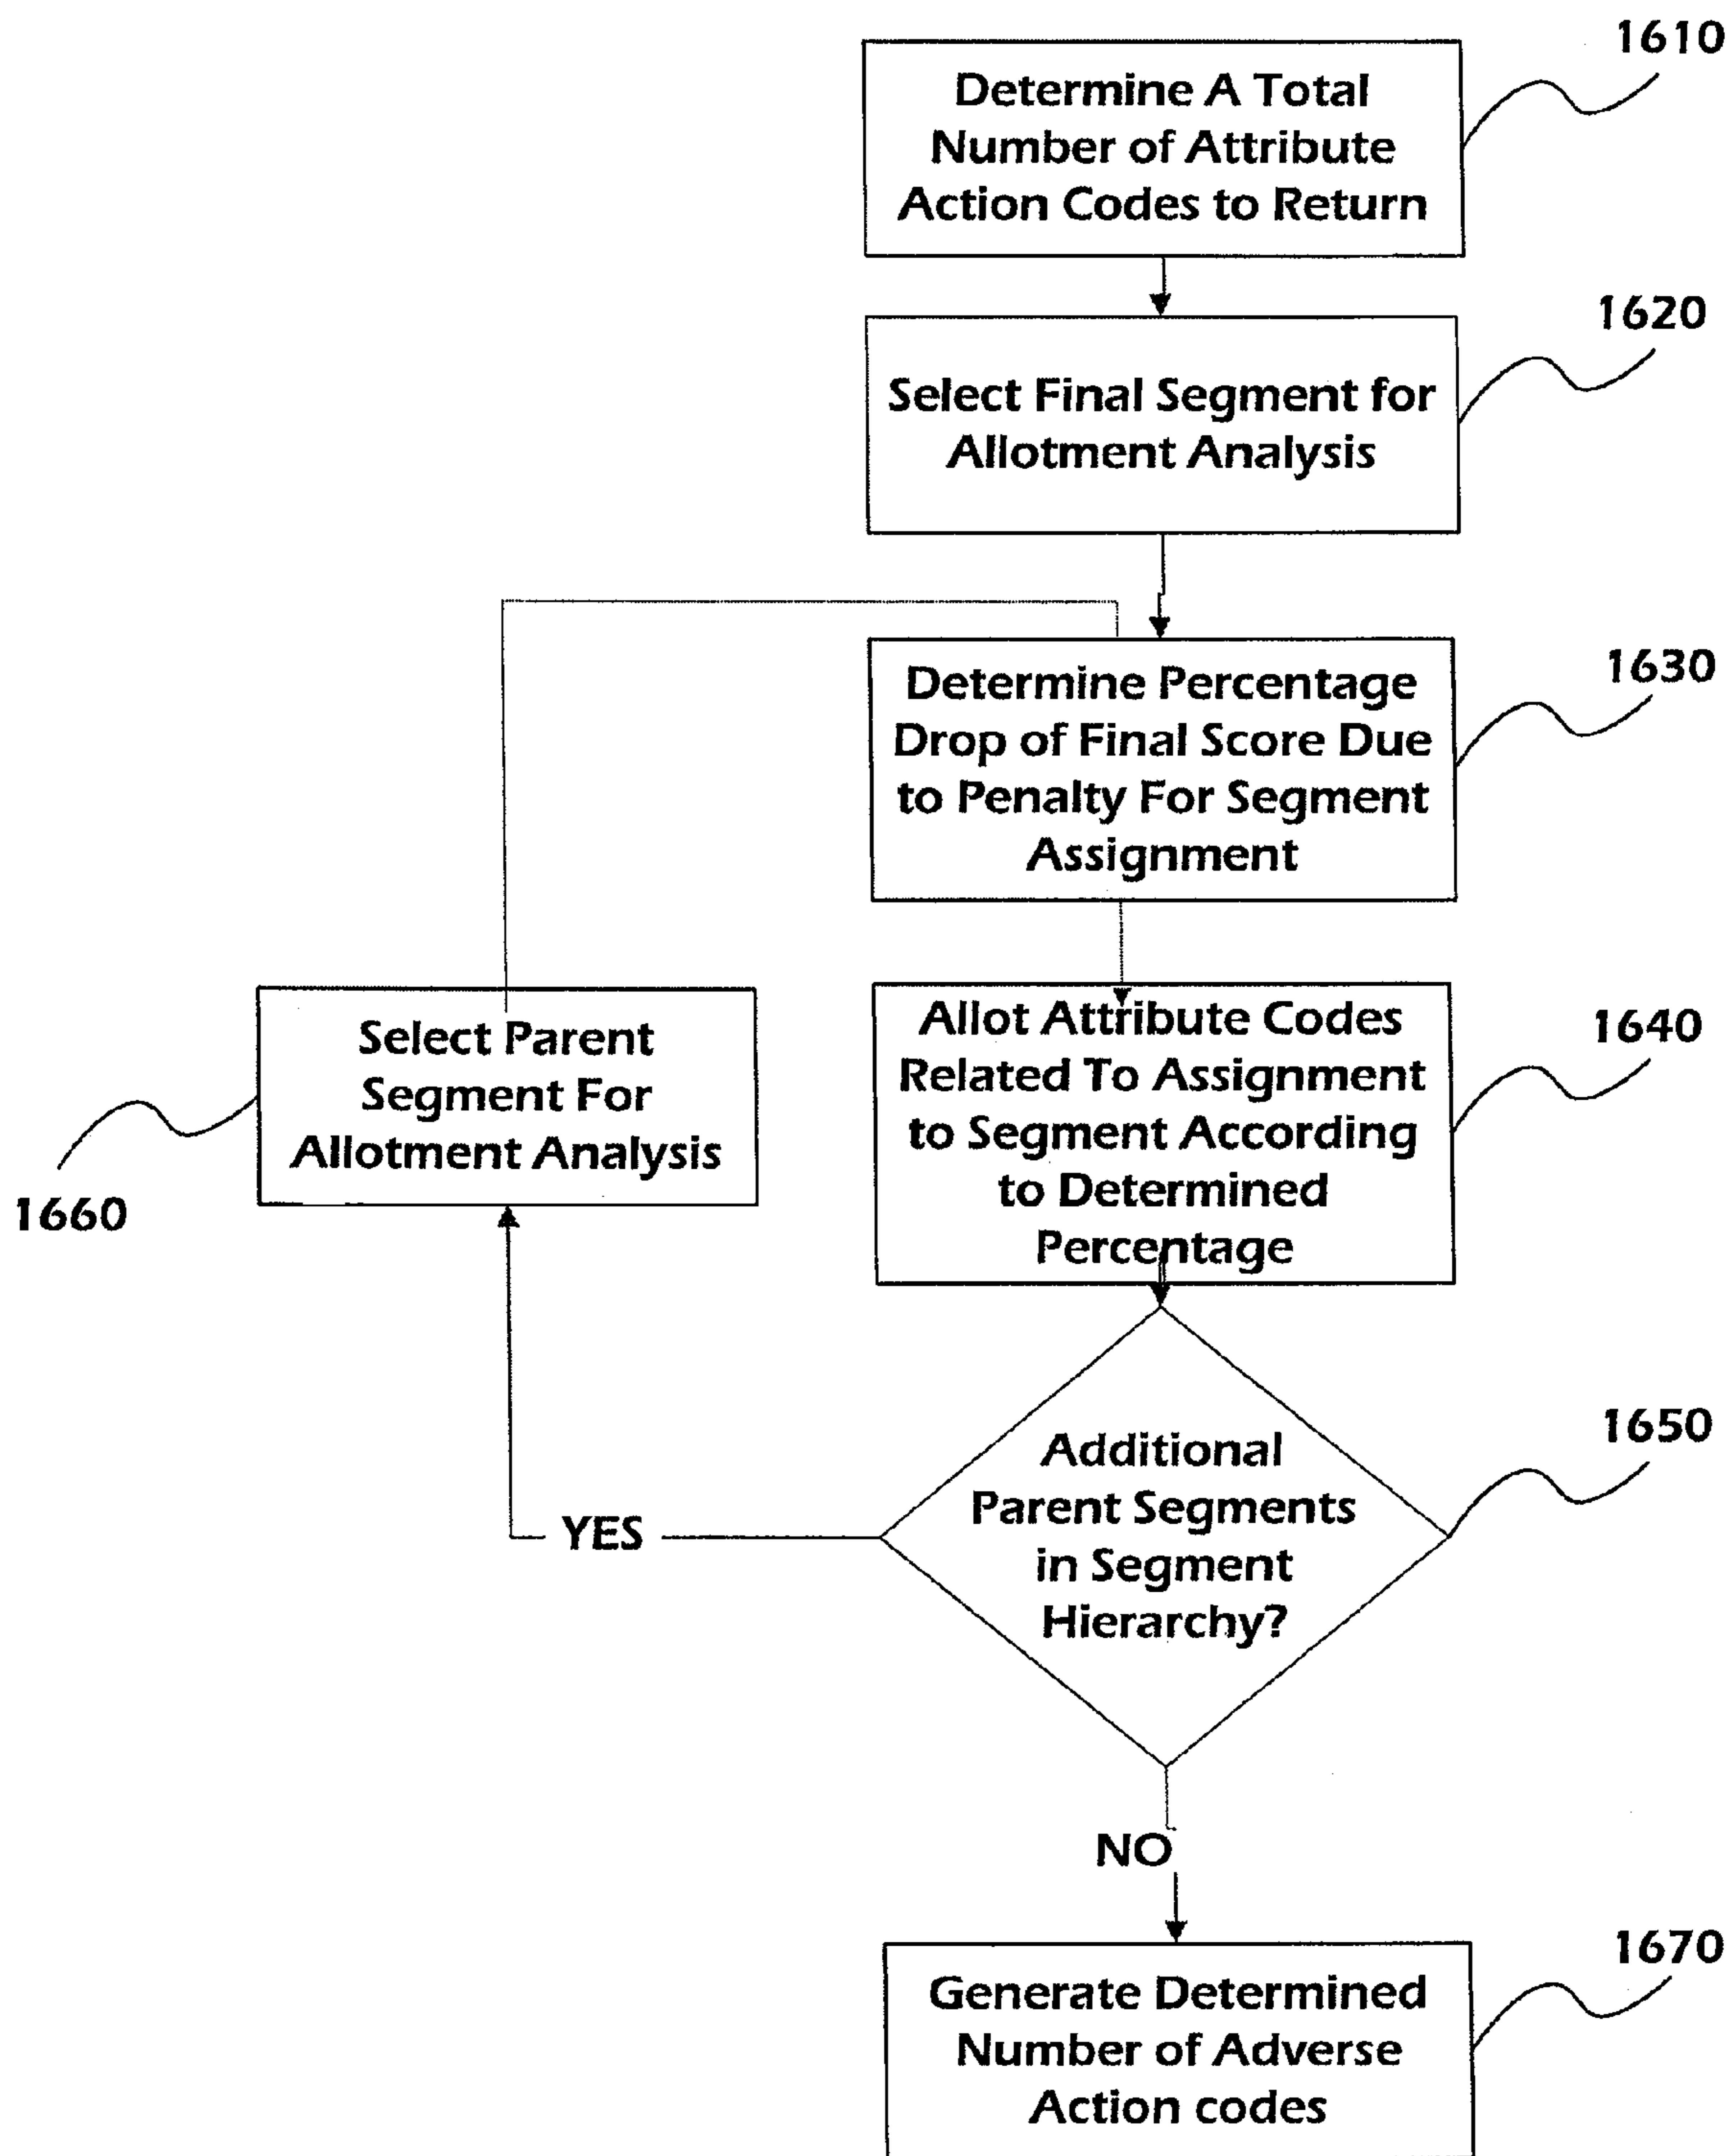 1610
Determine A Total
Number of Attribute
Action Codes to Return
1620
Select Final Segment for
Allotment Analysis
1630
Determine Percentage
Drop of Final Score Due
to Penalty For Segment
Assignment
1640
Allot Attribute Codes
Related To Assignment
to Segment According
to Determined
Percentage
Select Parent
Segment For
Allotment Analysis
1660
1650
Additional
Parent Segments
in Segment
Hierarchy?
YES
NO
1670
Generate Determined
Number of Adverse
Action codes